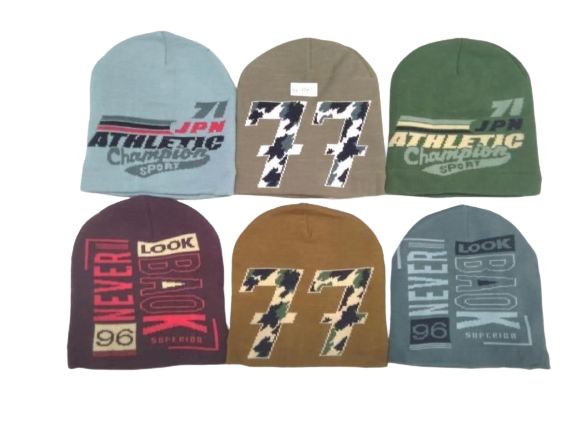 71
JPN
ATHLETIC
Champion
SPORT
77
71
JPN
ATHLETIC
Champion
SPORT
NEVER
LOOK
BACK
96
SUPERIOR
77
NEVER
LOOK
BACK
96
SUPERIOR